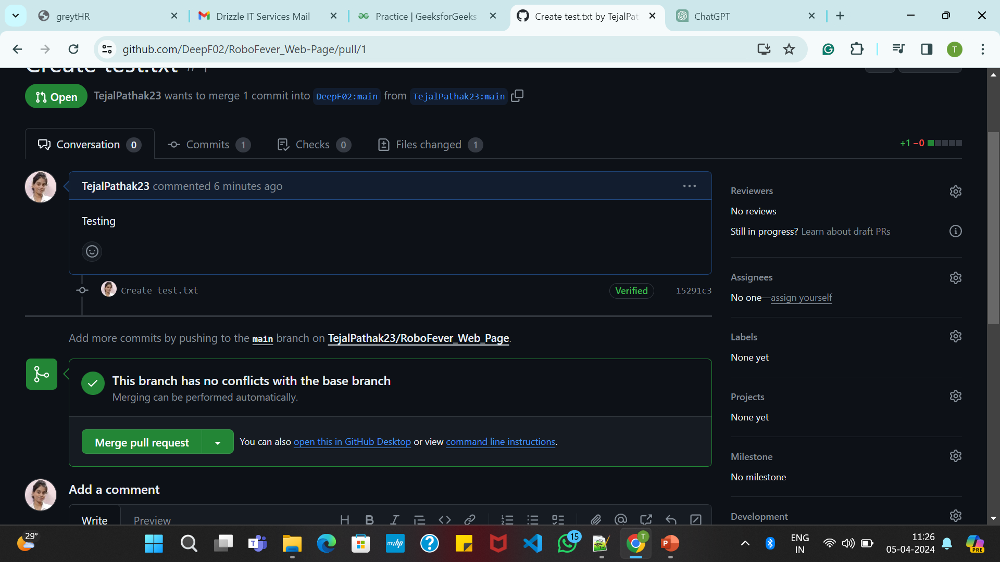 greytHR
Drizzle IT Services Mail
Practice | GeeksforGeeks
Create test.txt by TejalPat
ChatGPT
github.com/DeepF02/RoboFever_Web-Page/pull/1
T
Create test.txt #1
Open
TejalPathak23 wants to merge 1 commit into DeepF02:main from TejalPathak23:main
Conversation 0
Commits 1
Checks 0
Files changed 1
+1 −0
TejalPathak23 commented 6 minutes ago
Testing
Create test.txt
Verified
15291c3
Add more commits by pushing to the main branch on TejalPathak23/RoboFever_Web_Page.
This branch has no conflicts with the base branch
Merging can be performed automatically.
Merge pull request
You can also open this in GitHub Desktop or view command line instructions.
Add a comment
Write
Preview
Reviewers
No reviews
Still in progress? Learn about draft PRs
Assignees
No one—assign yourself
Labels
None yet
Projects
None yet
Milestone
No milestone
Development
29°
T
myhp
15
T
P
ENG
IN
11:26
05-04-2024
PRE